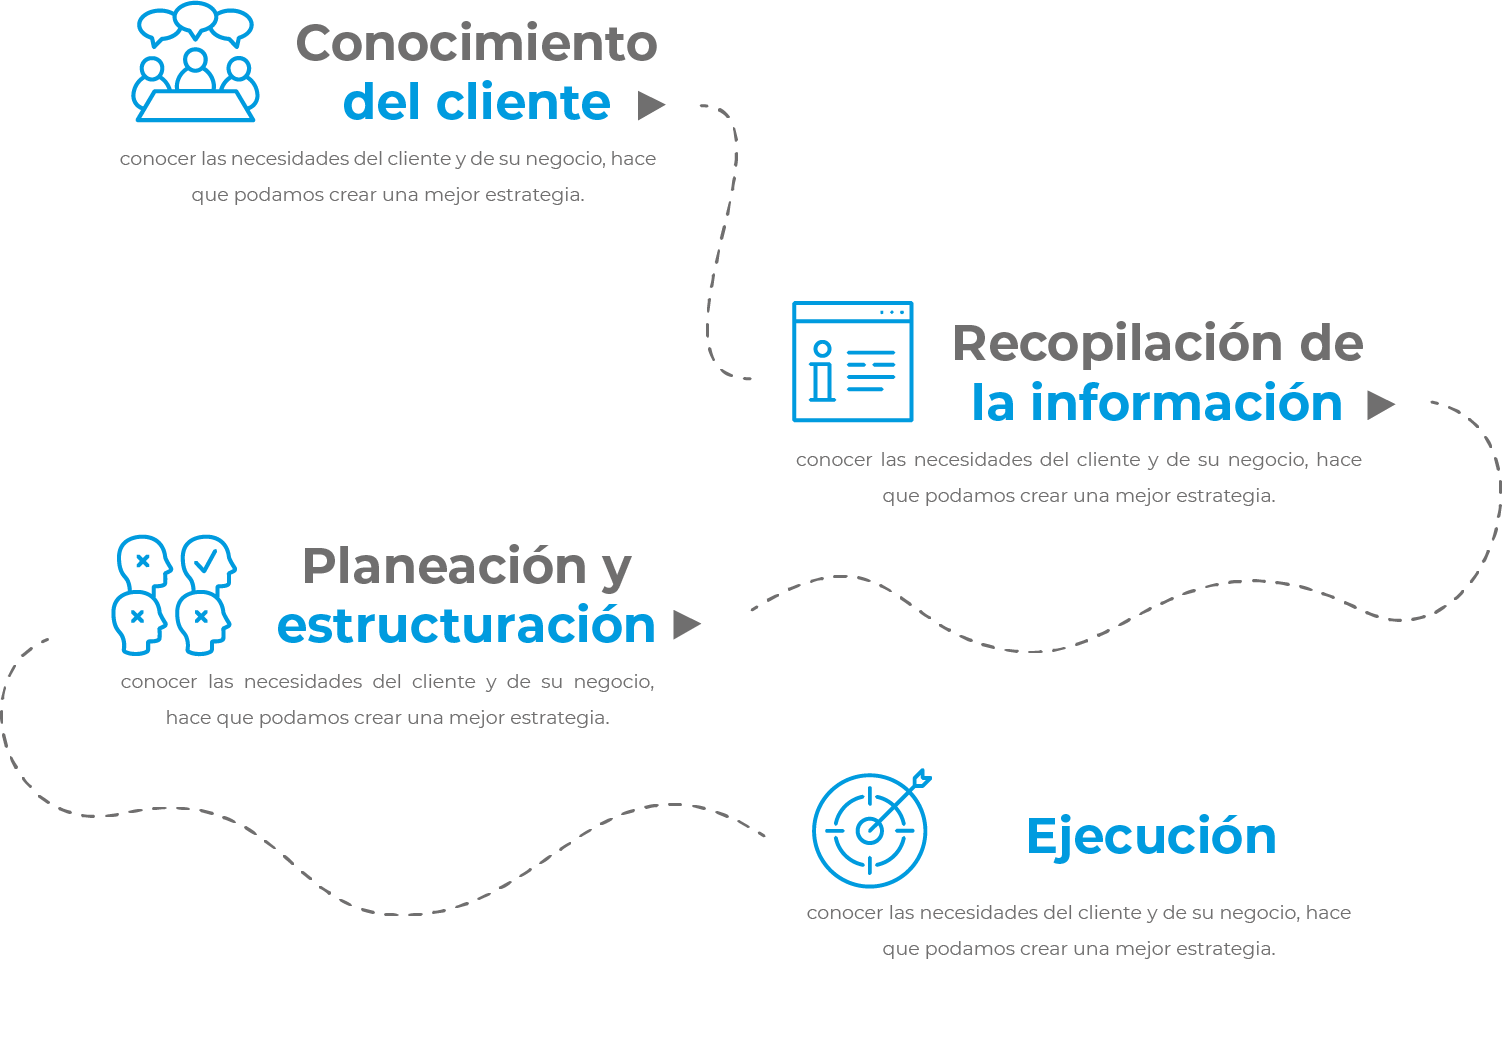 Conocimiento
del cliente
conocer las necesidades del cliente y de su negocio, hace
que podamos crear una mejor estrategia.
Recopilación de
la información
conocer las necesidades del cliente y de su negocio, hace
que podamos crear una mejor estrategia.
Planeación y
estructuración
conocer las necesidades del cliente y de su negocio,
hace que podamos crear una mejor estrategia.
Ejecución
conocer las necesidades del cliente y de su negocio, hace
que podamos crear una mejor estrategia.